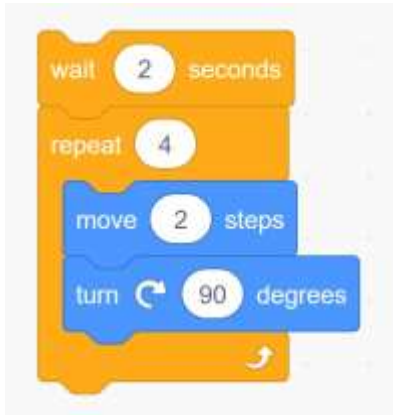 wait 2 seconds
repeat 4
move 2 steps
turn 90 degrees